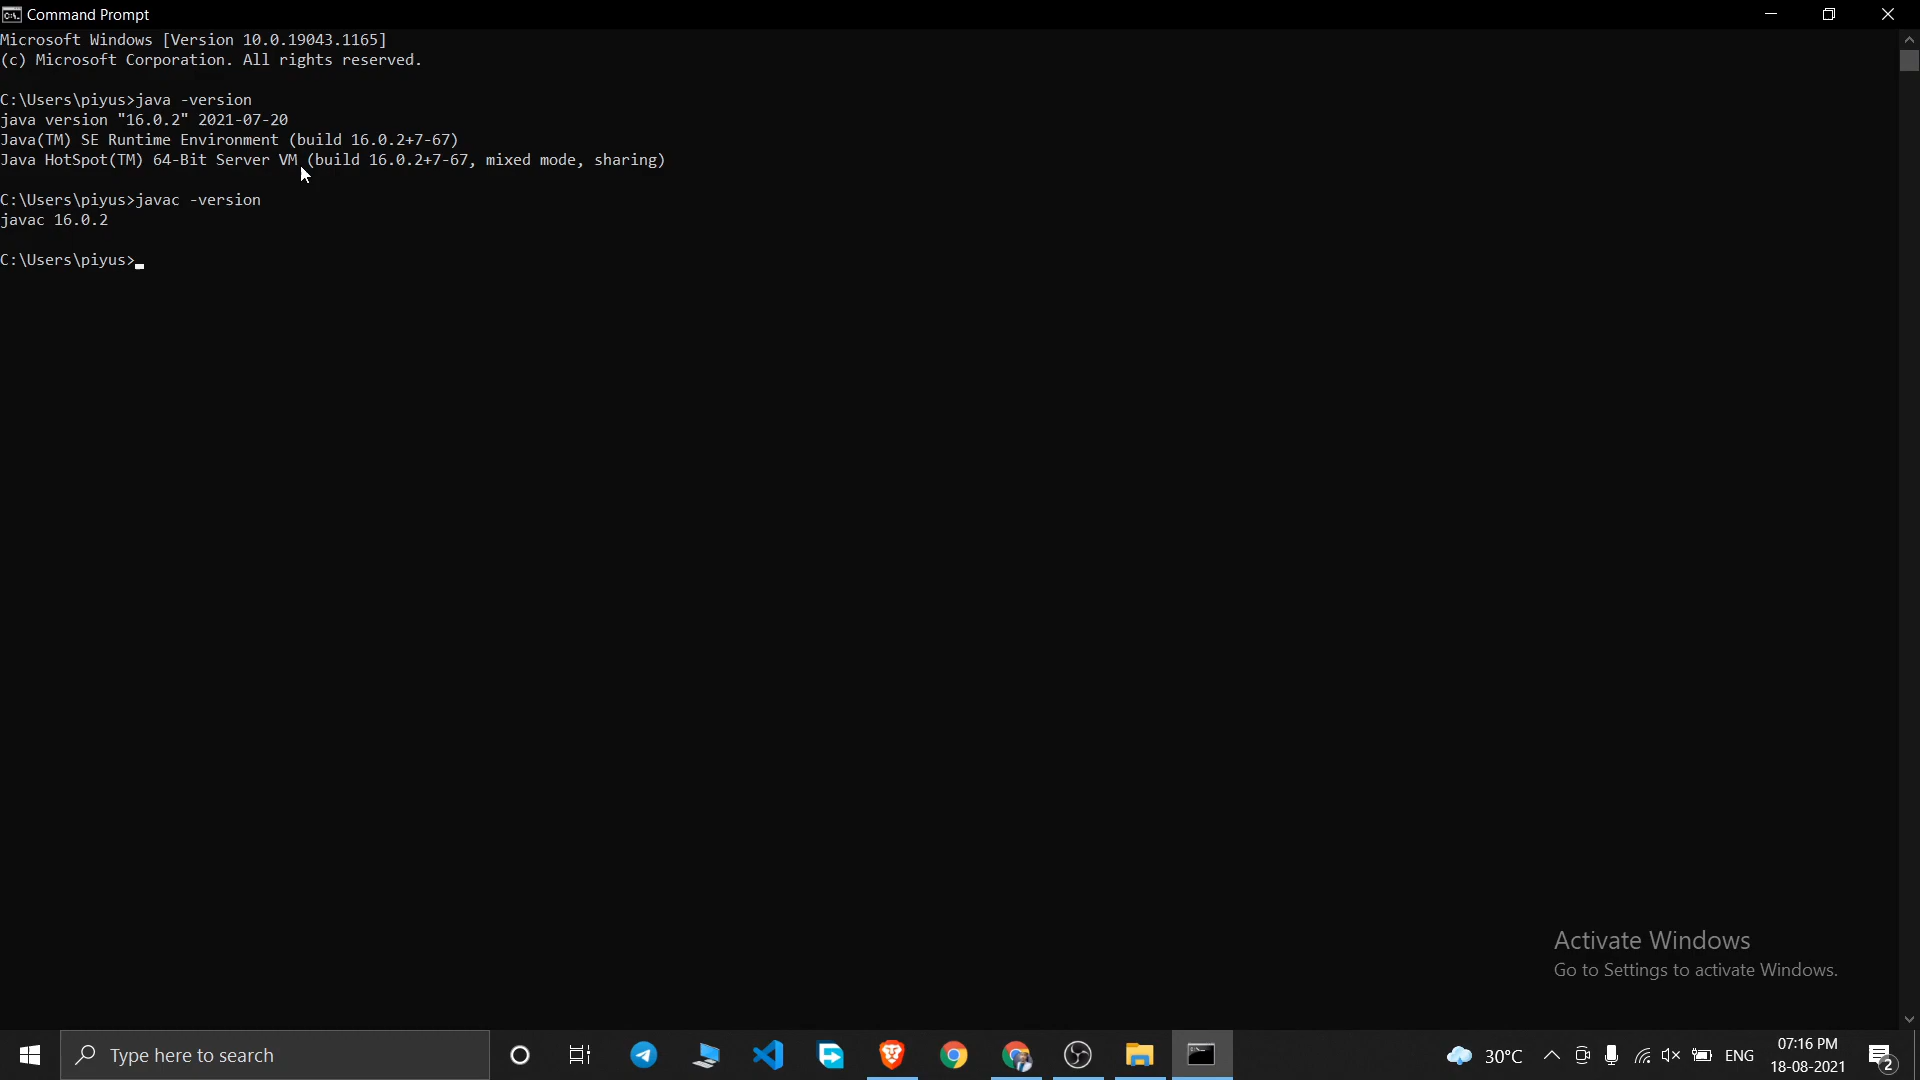 Command Prompt
Microsoft Windows [Version 10.0.19043.1165]
(c) Microsoft Corporation. All rights reserved.
C:\Users\piyus>java -version
java version "16.0.2" 2021-07-20
Java(TM) SE Runtime Environment (build 16.0.2+7-67)
Java HotSpot(TM) 64-Bit Server VM (build 16.0.2+7-67, mixed mode, sharing)
C:\Users\piyus>javac -version
javac 16.0.2
C:\Users\piyus>
Activate Windows
Go to Settings to activate Windows.
Type here to search
30°C
ENG
07:16 PM
18-08-2021
2